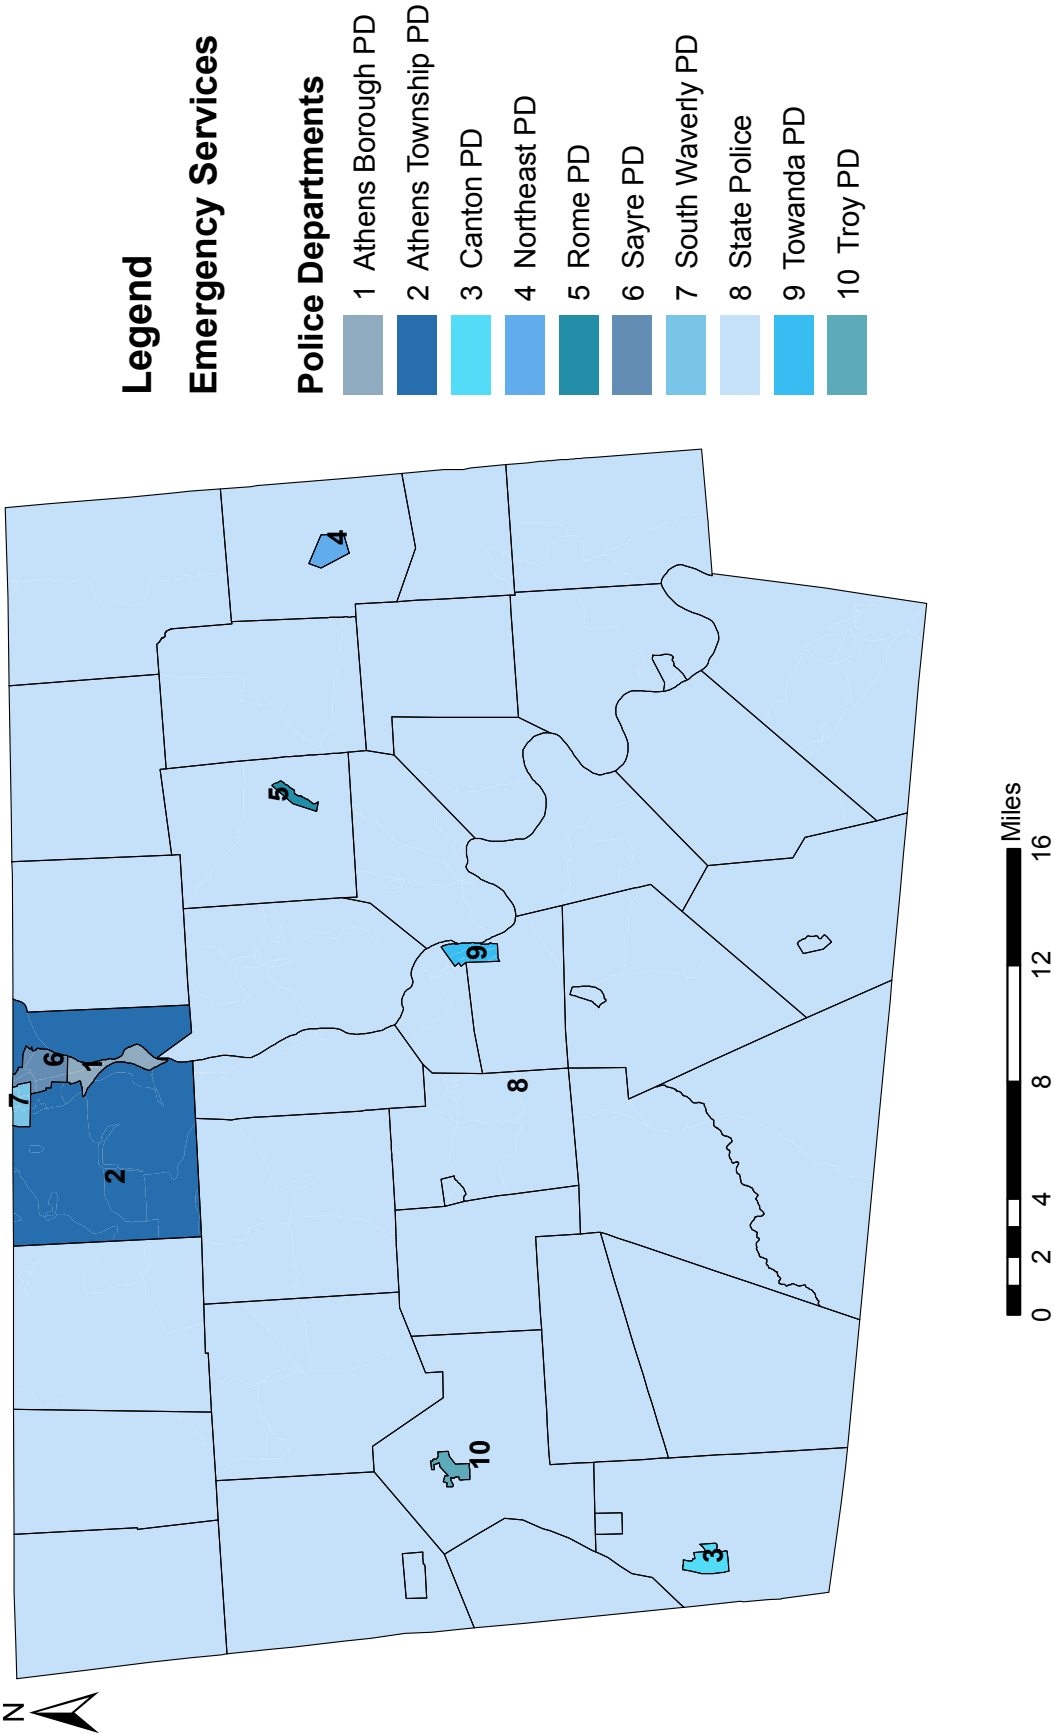 N
Legend
Emergency Services
Police Departments
1 Athens Borough PD
2 Athens Township PD
3 Canton PD
4 Northeast PD
5 Rome PD
6 Sayre PD
7 South Waverly PD
8 State Police
9 Towanda PD
10 Troy PD
7
6
1
2
4
5
9
8
10
3
0 2 4 8 12 16
Miles